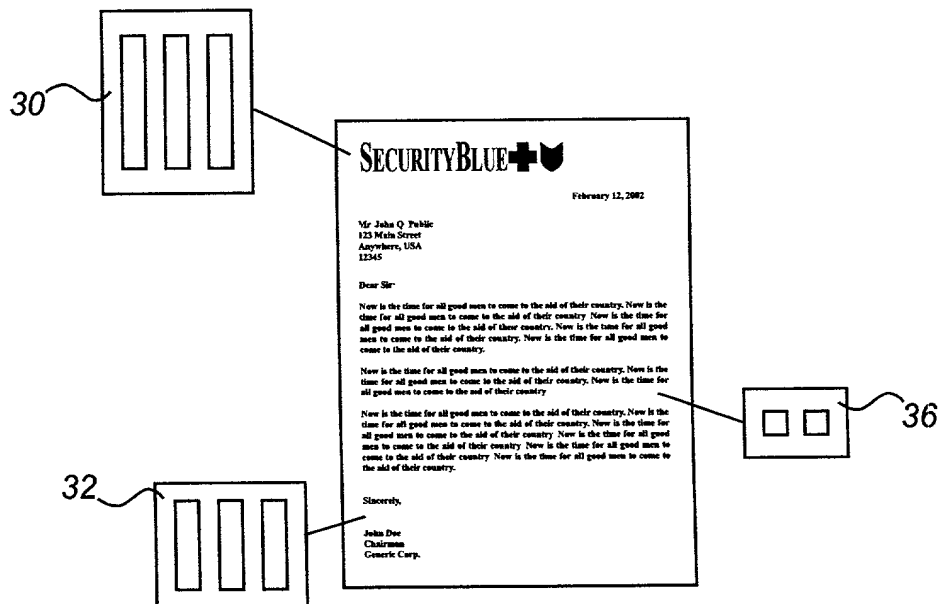 30
SECURITYBLUE
February 12, 2002
Mr John Q Public
123 Main Street
Anywhere, USA
12345
Dear Sir
Now is the time for all good men to come to the aid of their country. Now is the
time for all good men to come to the aid of their country Now is the time for
all good men to come to the aid of their country. Now is the time for all good
men to come to the aid of their country. Now is the time for all good men to
come to the aid of their country.
Now is the time for all good men to come to the aid of their country. Now is the
time for all good men to come to the aid of their country. Now is the time for
all good men to come to the aid of their country
36
Now is the time for all good men to come to the aid of their country. Now is the
time for all good men to come to the aid of their country. Now is the time for
all good men to come to the aid of their country Now is the time for all good
men to come to the aid of their country Now is the time for all good men to
come to the aid of their country Now is the time for all good men to come to
the aid of their country.
32
Sincerely,
John Doe
Chairman
Generic Corp.